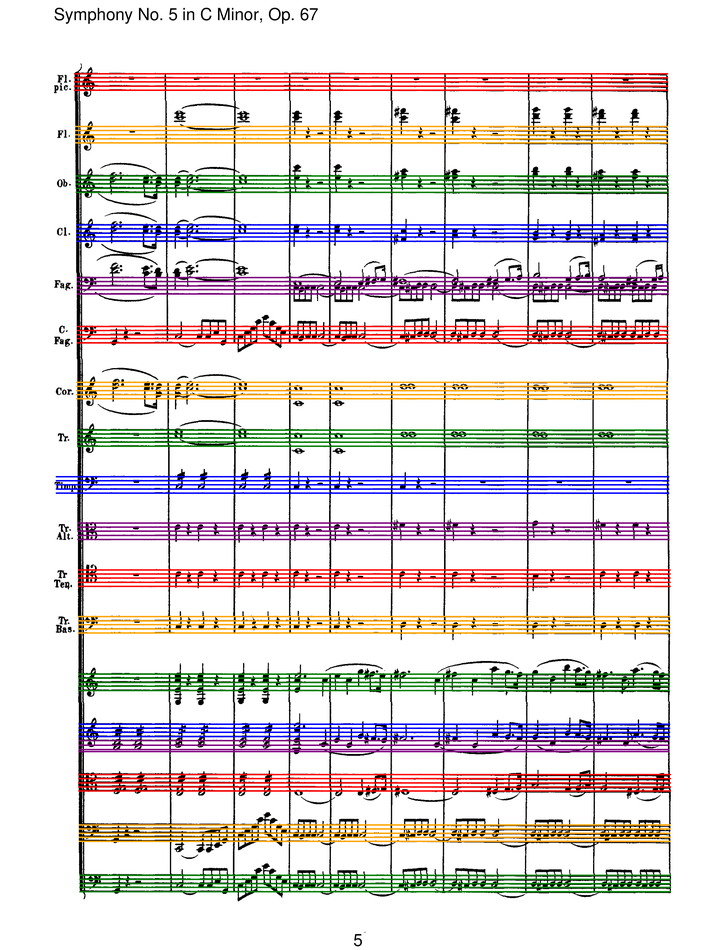 Symphony No. 5 in C Minor, Op. 67
Fl.
pic.
Fl.
Ob.
Cl.
Fag.
C.
Fag.
Cor.
Tr.
Timp.
Tr.
Alt.
Tr
Ten.
Tr.
Bas.
5